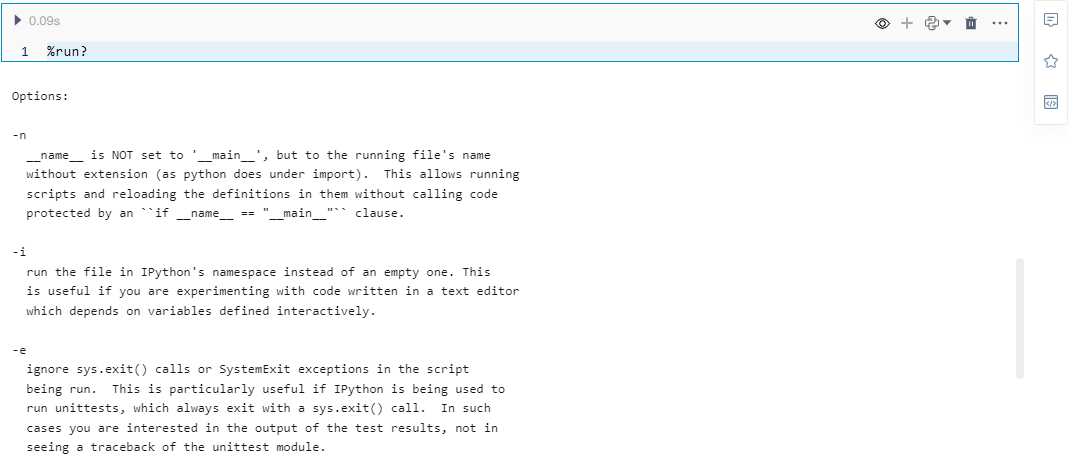 0.09s
1 %run?
Options:
-n
__name__ is NOT set to '__main__', but to the running file's name
without extension (as python does under import).  This allows running
scripts and reloading the definitions in them without calling code
protected by an ``if __name__ == "__main__"`` clause.
-i
run the file in IPython's namespace instead of an empty one. This
is useful if you are experimenting with code written in a text editor
which depends on variables defined interactively.
-e
ignore sys.exit() calls or SystemExit exceptions in the script
being run.  This is particularly useful if IPython is being used to
run unittests, which always exit with a sys.exit() call.  In such
cases you are interested in the output of the test results, not in
seeing a traceback of the unittest module.